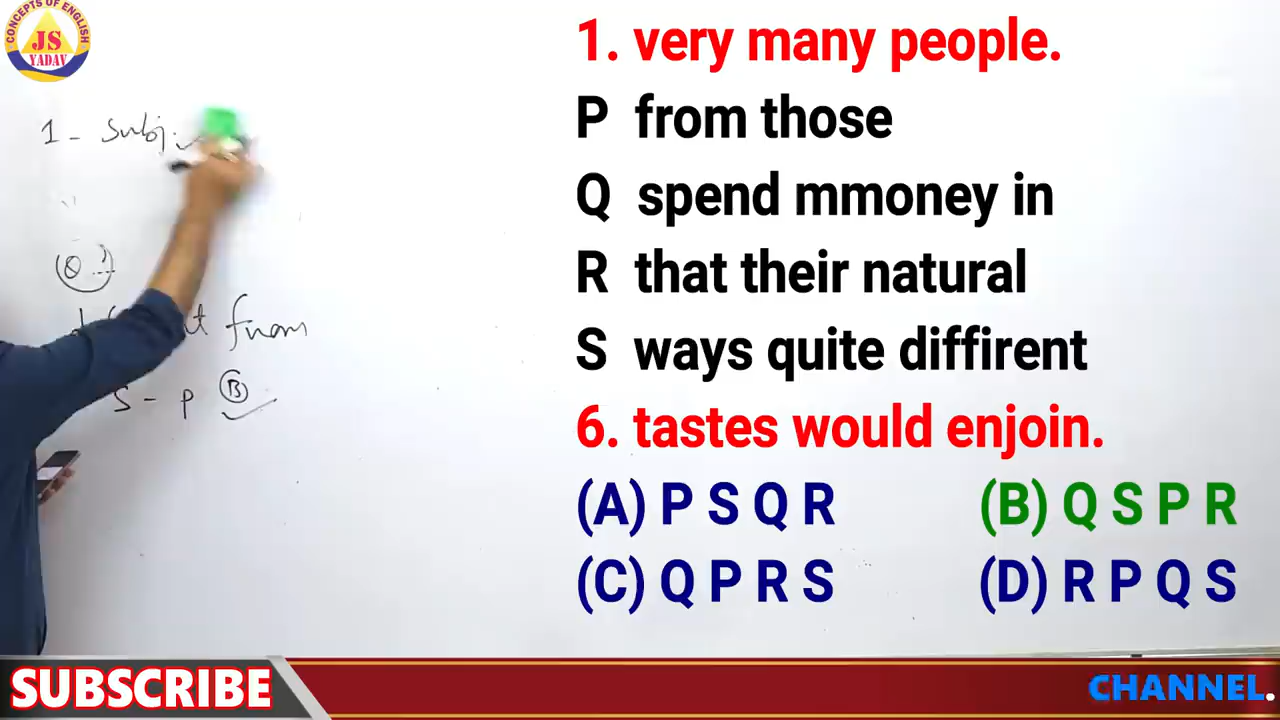 CONCEPTS OF ENGLISH
JS
YADAV
1 - Subj.
Q
from
S - P B
1. very many people.
P from those
Q spend mmoney in
R that their natural
S ways quite diffirent
6. tastes would enjoin.
(A) P S Q R
(B) Q S P R
(C) Q P R S
(D) R P Q S
SUBSCRIBE
CHANNEL.